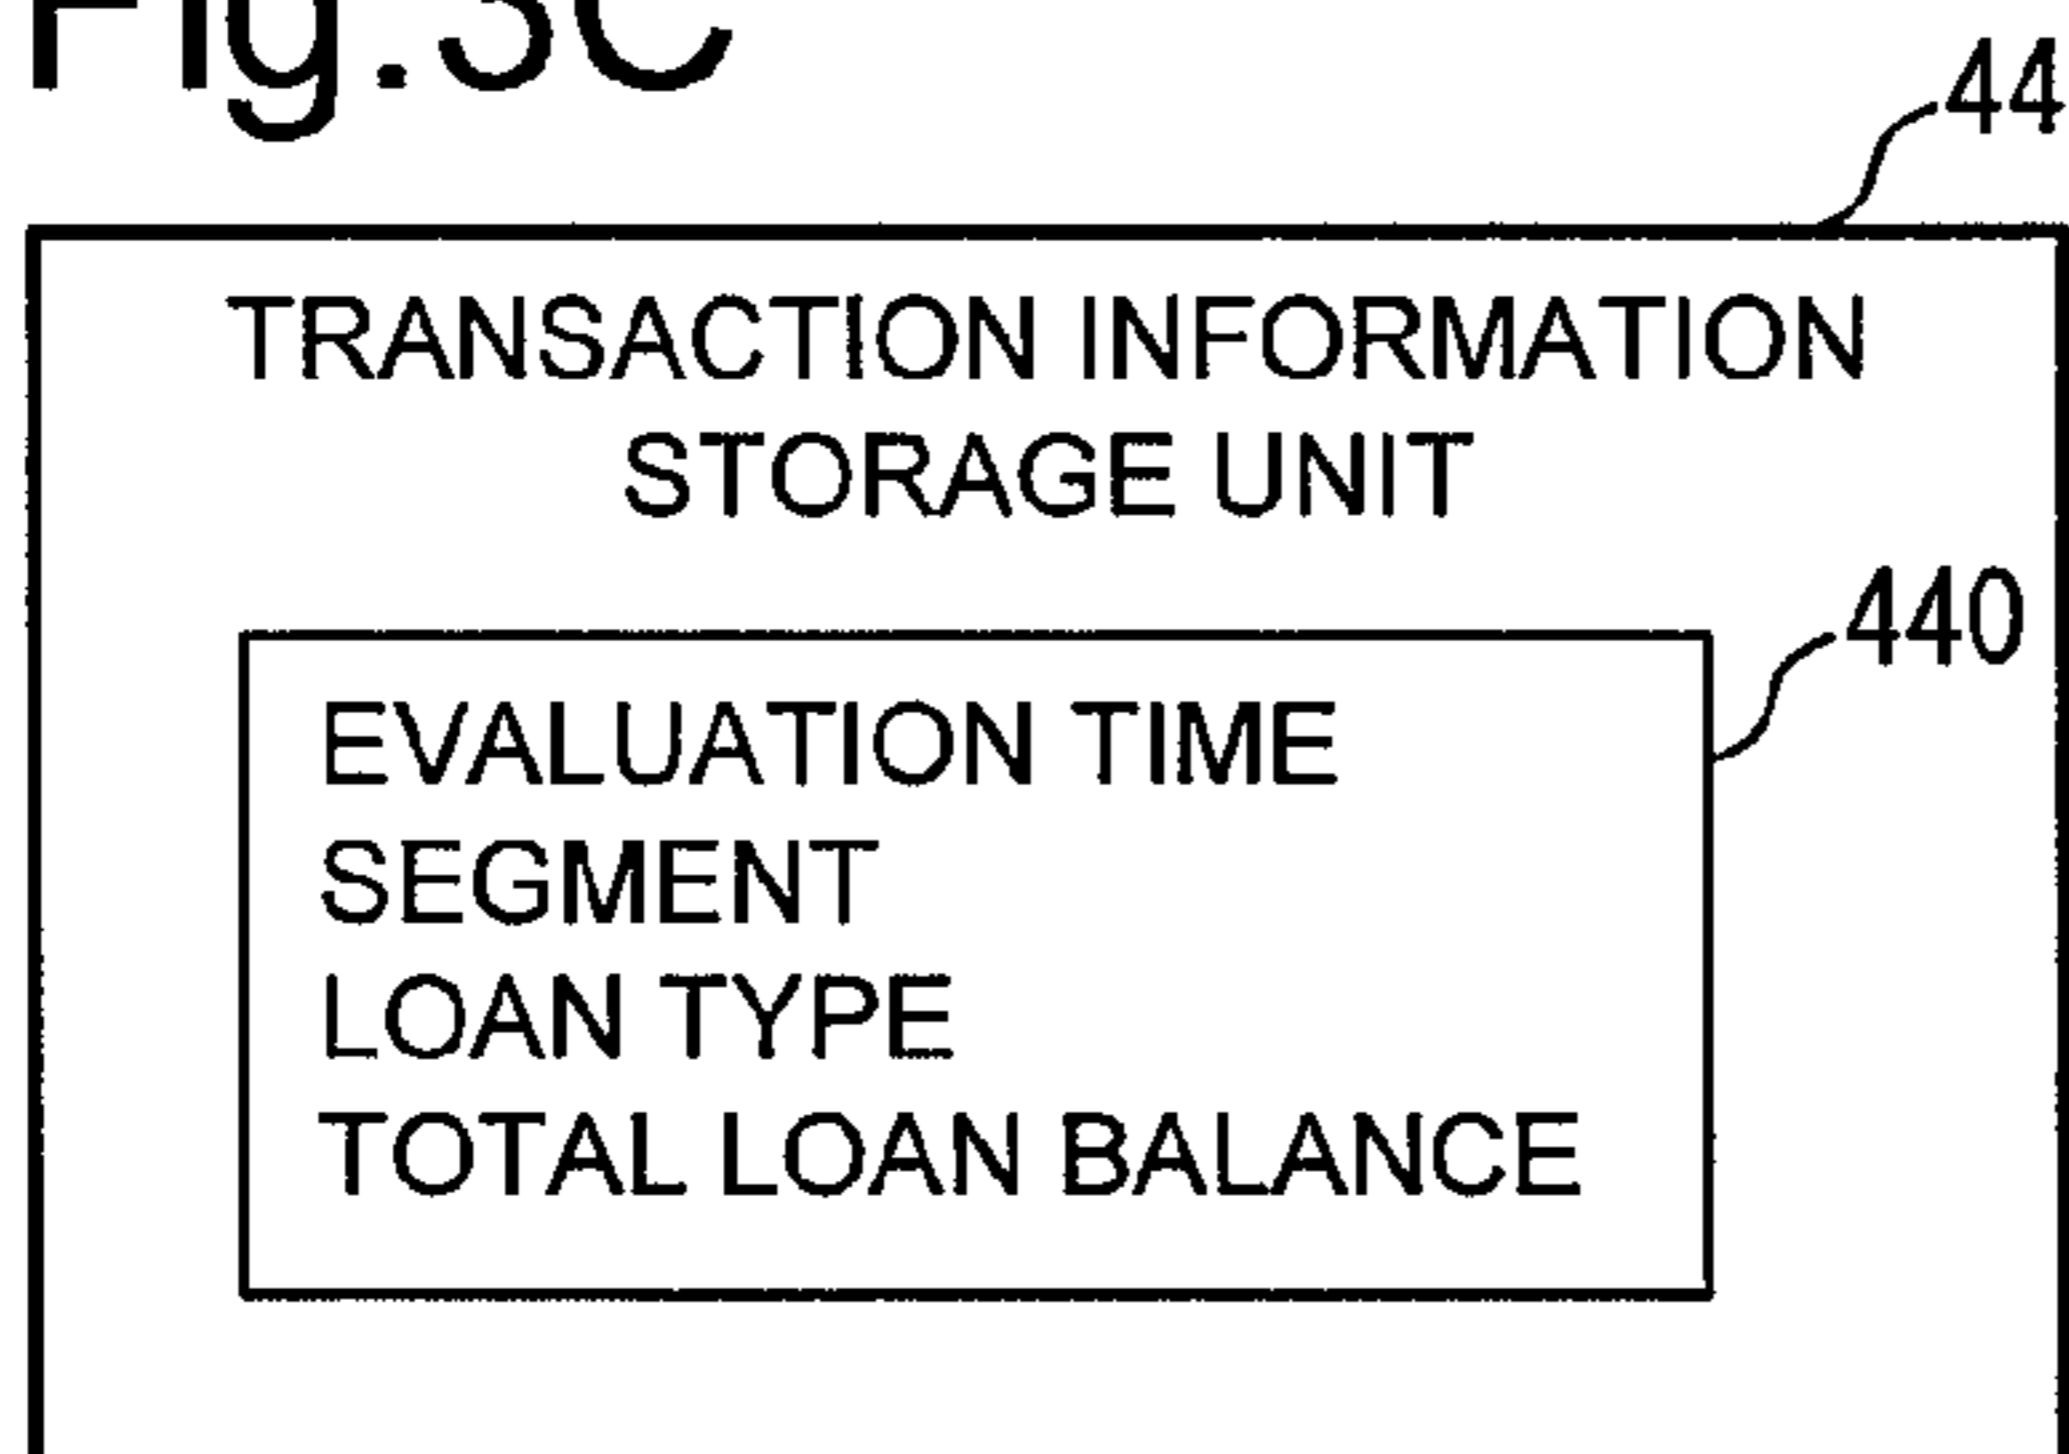 Fig.3C
44
TRANSACTION INFORMATION
STORAGE UNIT
440
EVALUATION TIME
SEGMENT
LOAN TYPE
TOTAL LOAN BALANCE